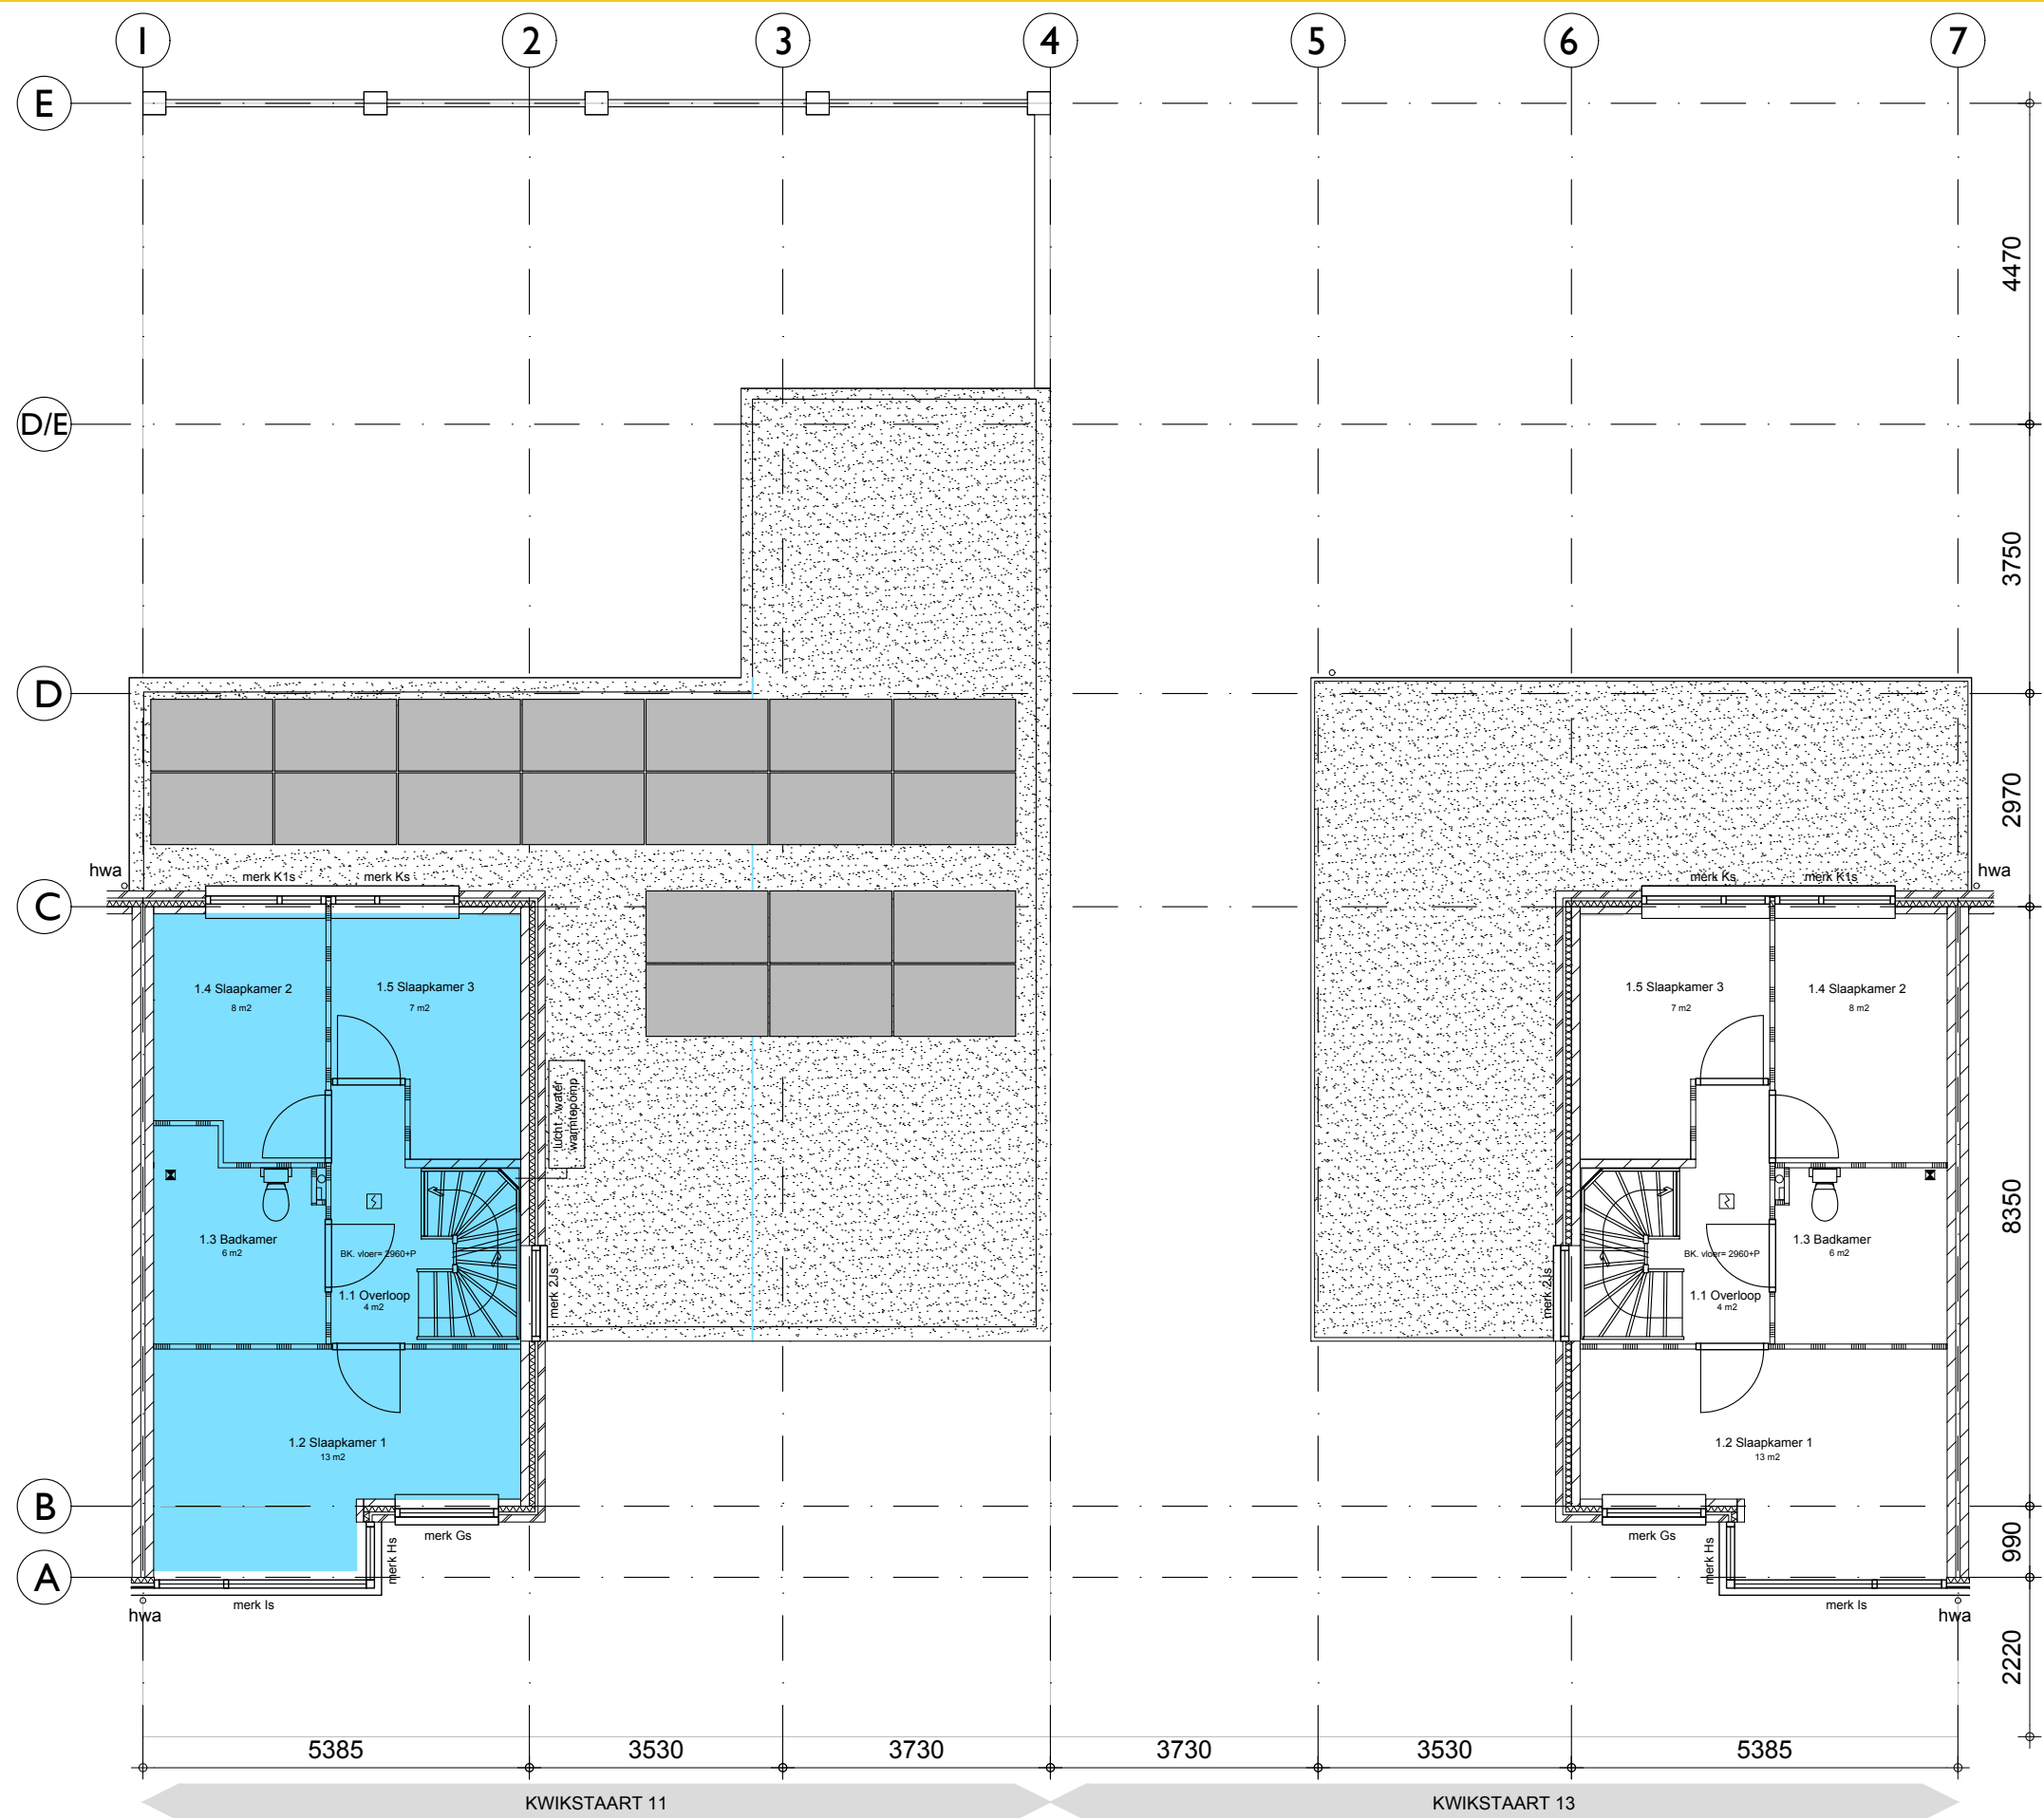 1 2 3 4 5 6 7
E
4470
D/E
3750
D
2970
hwa merk K1s merk Ks merk Ks merk K1s hwa
C
1.4 Slaapkamer 2 1.5 Slaapkamer 3 1.5 Slaapkamer 3 1.4 Slaapkamer 2
8 m2 7 m2 7 m2 8 m2
lucht - water
warmtepomp
8350
1.3 Badkamer 1.3 Badkamer
6 m2 BK. vloer= 2960+P BK. vloer= 2960+P 6 m2
merk 2Js merk 2Js
1.1 Overloop 1.1 Overloop
4 m2 4 m2
1.2 Slaapkamer 1 1.2 Slaapkamer 1
13 m2 13 m2
B
merk Gs merk Gs
merk Hs merk Hs
990
A
merk Is merk Is
hwa hwa
2220
5385 3530 3730 3730 3530 5385
KWIKSTAART 11 KWIKSTAART 13